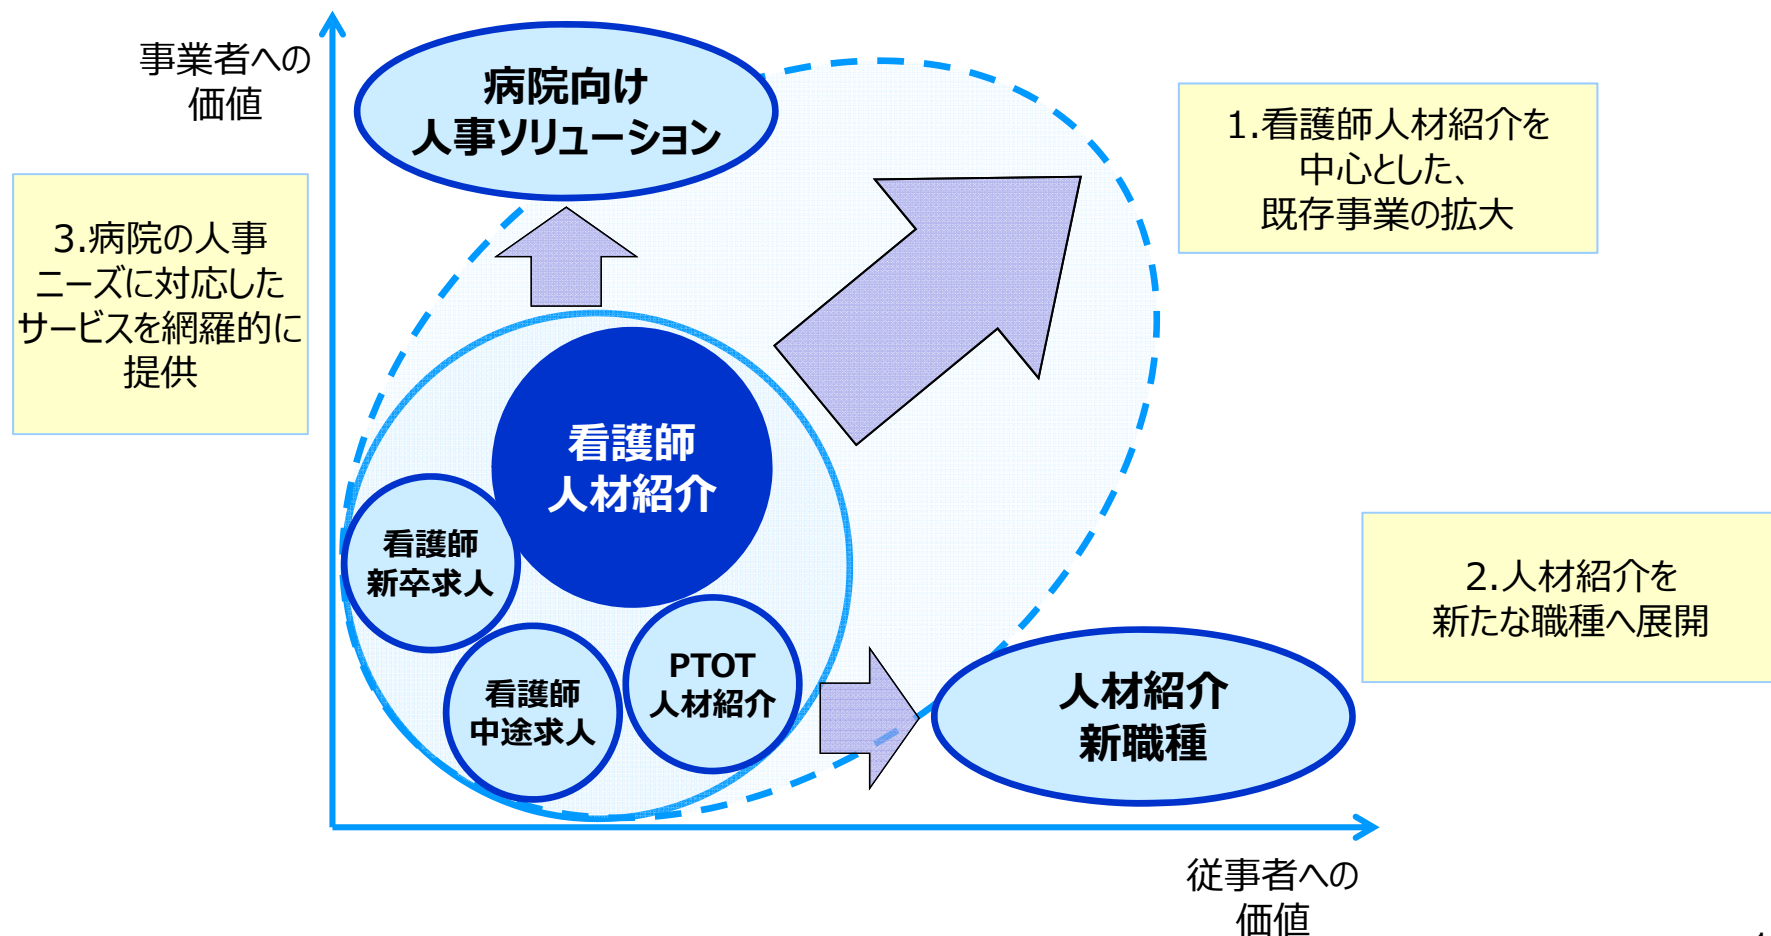 事業者への
価値
病院向け
人事ソリューション
1.看護師人材紹介を
中心とした、
既存事業の拡大
3.病院の人事
ニーズに対応した
サービスを網羅的に
提供
看護師
人材紹介
看護師
新卒求人
看護師
中途求人
PTOT
人材紹介
2.人材紹介を
新たな職種へ展開
人材紹介
新職種
従事者への
価値